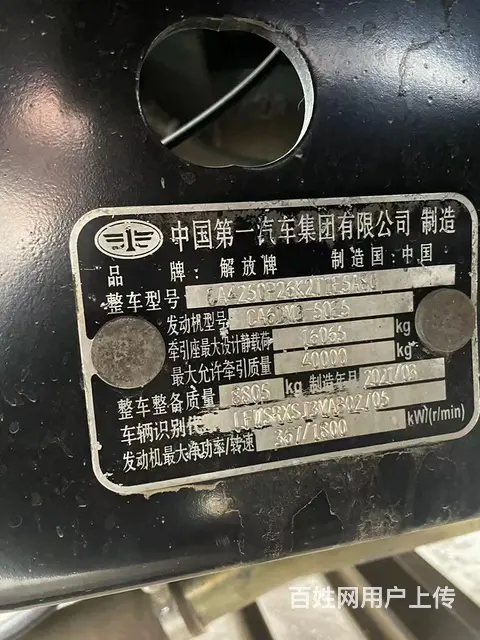 中国第一汽车集团有限公司 制造
品 牌: 解放牌 制造国: 中国
整车型号
发动机型号
牵引座最大设计静载荷 16065 kg
最大允许牵引质量 40000 kg
整车整备质量 8805 kg 制造年月 2021/03
车辆识别代
发动机最大净功率/转速 367/1800 kW/(r/min)
百姓网用户上传